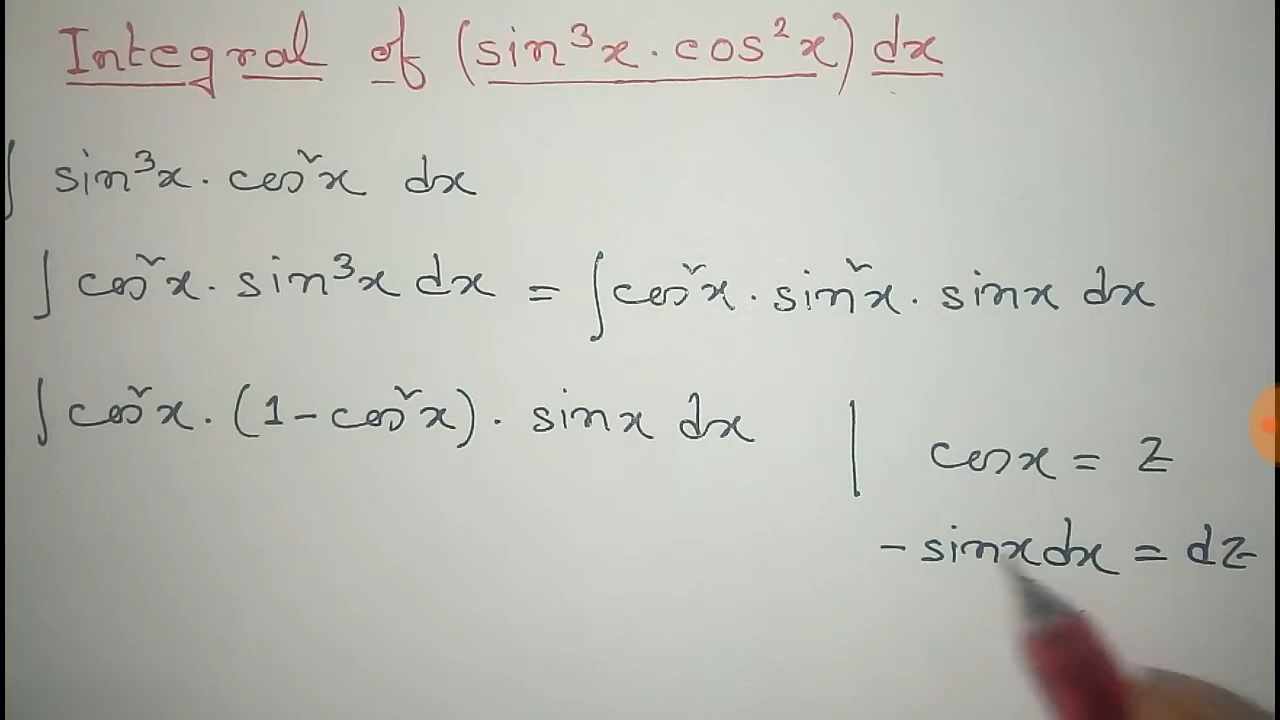 Integral of (sin³x · cos²x) dx
∫ sin³x · cos²x dx
∫ cos²x · sin³x dx = ∫ cos²x · sin²x · sinx dx
∫ cos²x · (1 - cos²x) · sinx dx
cosx = z
- sinx dx = dz